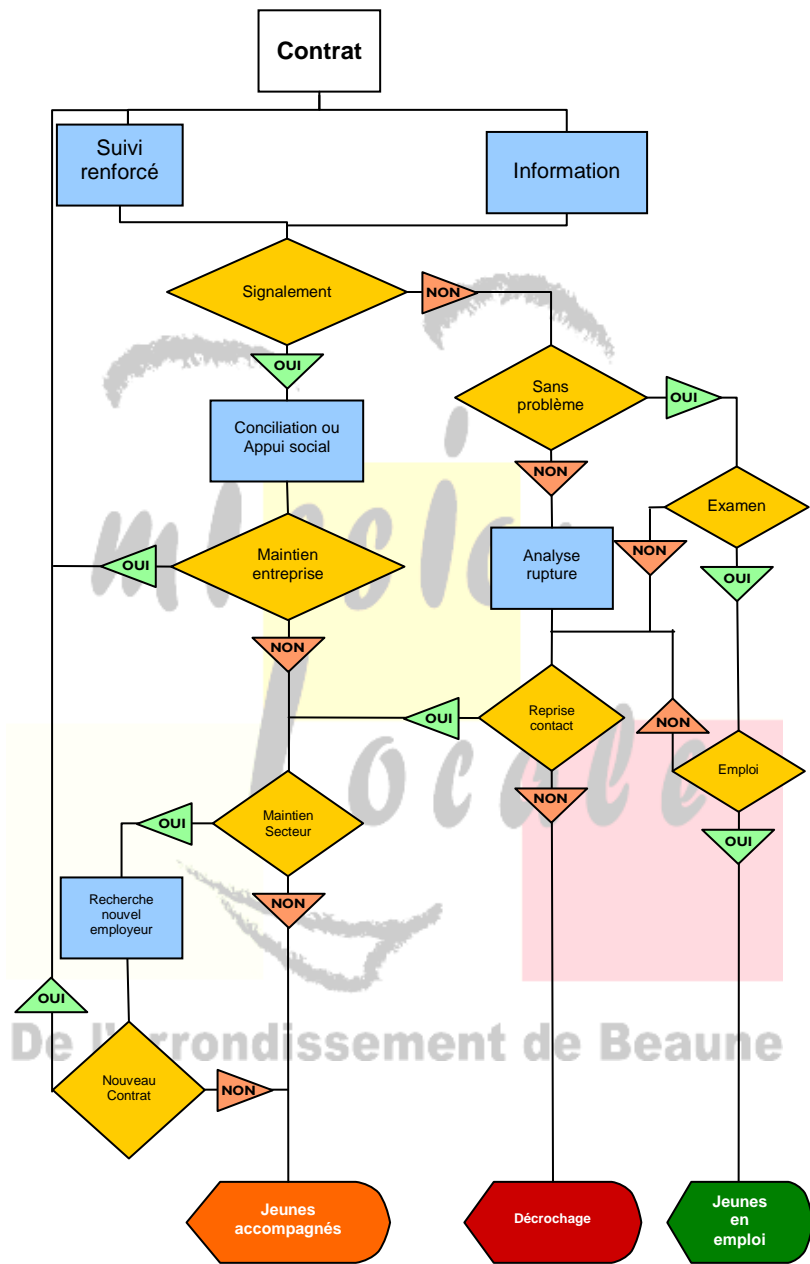 Contrat
Suivi
renforcé
Information
Signalement
NON
OUI
Sans
problème
OUI
Conciliation ou
Appui social
NON
Examen
Maintien
entreprise
OUI
Analyse
rupture
NON
OUI
NON
Reprise
contact
OUI
NON
Emploi
NON
Maintien
Secteur
OUI
OUI
Recherche
nouvel
employeur
NON
OUI
mission
Locale
De l'Arrondissement de Beaune
Nouveau
Contrat
NON
Jeunes
accompagnés
Décrochage
Jeunes
en
emploi